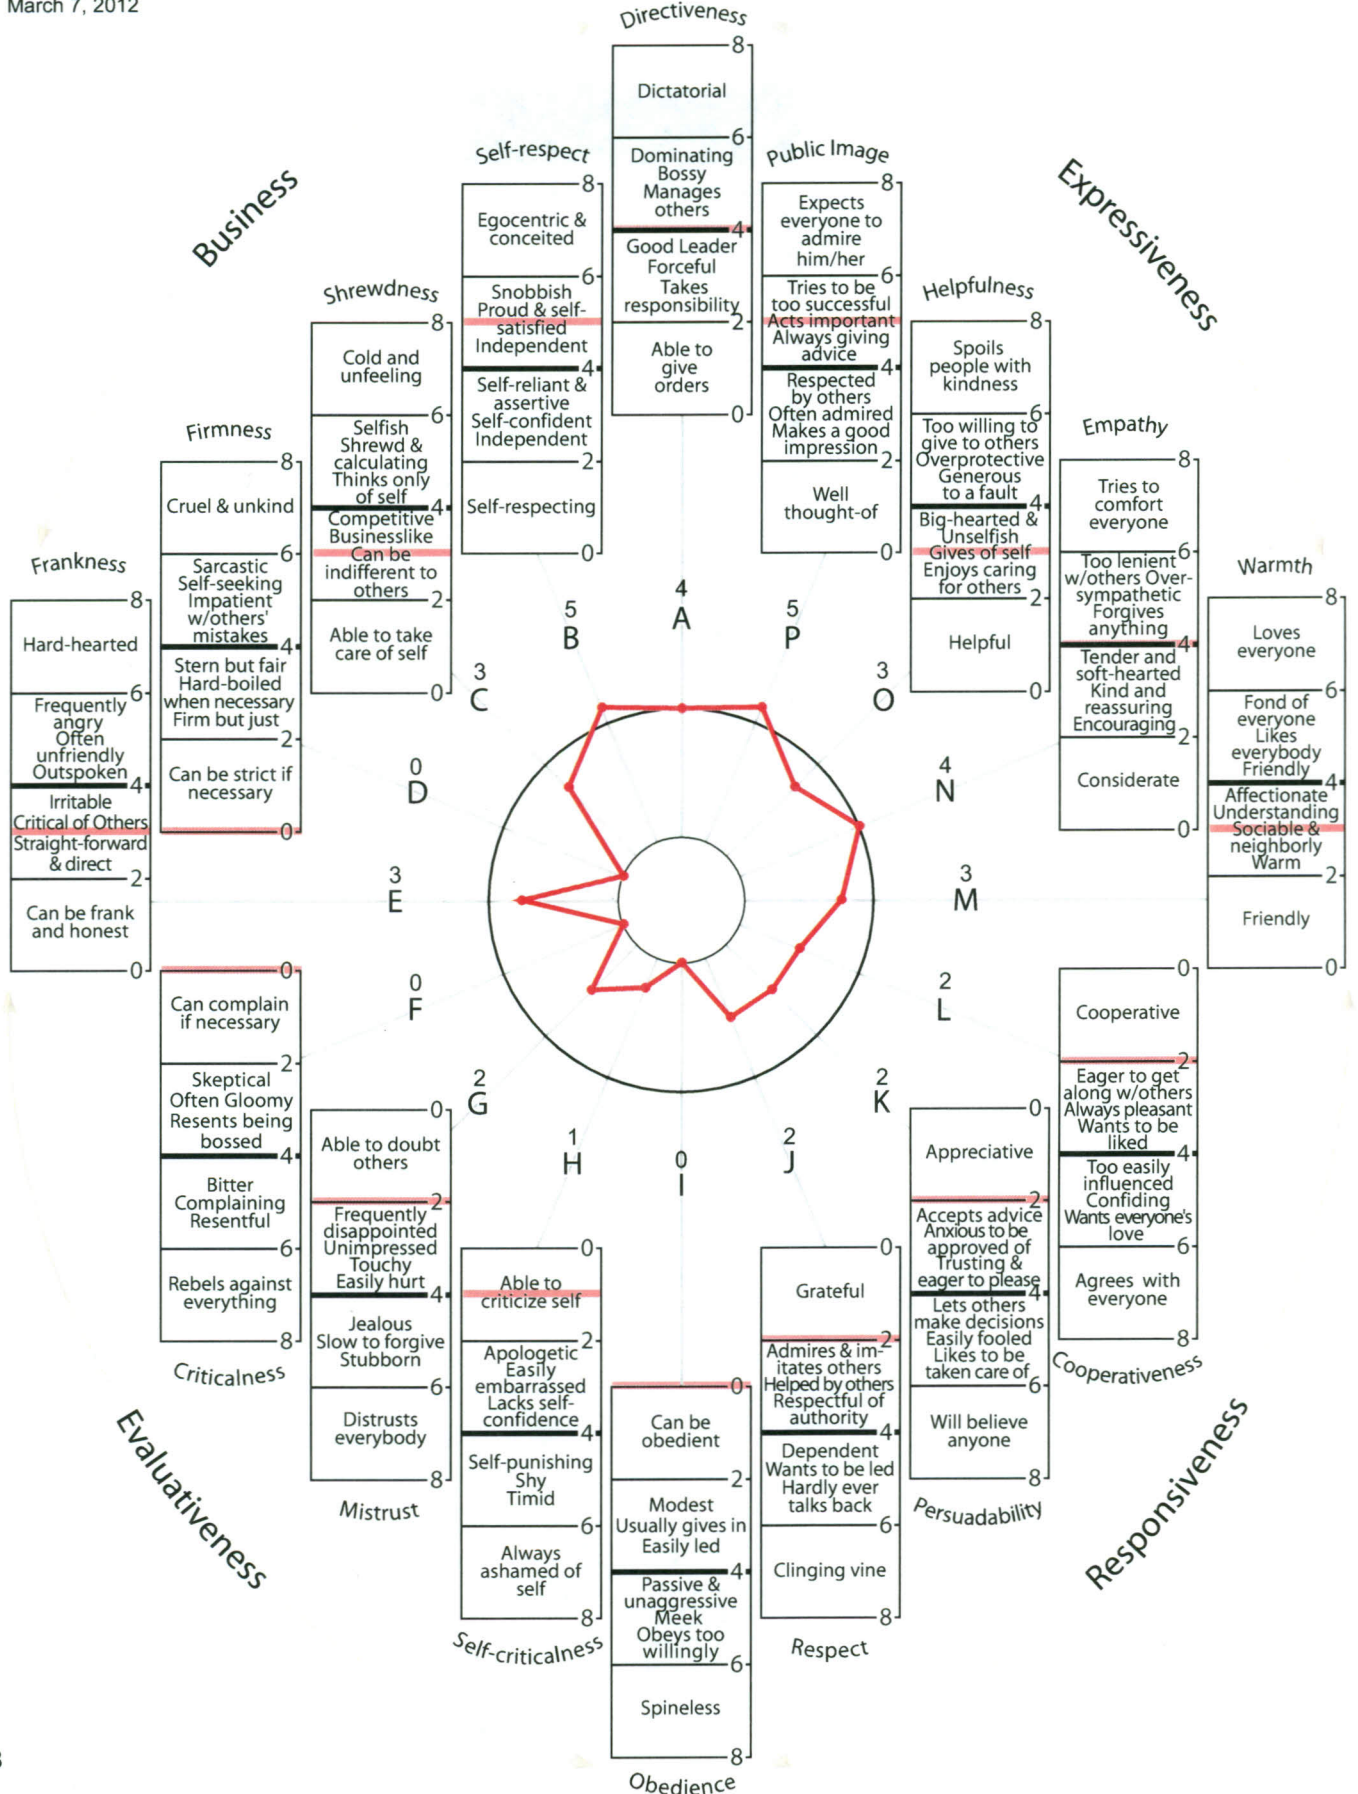 March 7, 2012
Business
Expressiveness
Evaluativeness
Responsiveness
Directiveness
8
Dictatorial
6
Dominating
Bossy
Manages
others
4
Good Leader
Forceful
Takes
responsibility
2
Able to
give
orders
0
Self-respect
8
Egocentric &
conceited
6
Snobbish
Proud & self-
satisfied
Independent
4
Self-reliant &
assertive
Self-confident
Independent
2
Self-respecting
0
Public Image
8
Expects
everyone to
admire
him/her
6
Tries to be
too successful
Acts important
Always giving
advice
4
Respected
by others
Often admired
Makes a good
impression
2
Well
thought-of
0
Shrewdness
8
Cold and
unfeeling
6
Selfish
Shrewd &
calculating
Thinks only
of self
4
Competitive
Businesslike
Can be
indifferent to
others
2
Able to take
care of self
0
Helpfulness
8
Spoils
people with
kindness
6
Too willing to
give to others
Overprotective
Generous
to a fault
4
Big-hearted &
Unselfish
Gives of self
Enjoys caring
for others
2
Helpful
0
Firmness
8
Cruel & unkind
6
Sarcastic
Self-seeking
Impatient
w/others'
mistakes
4
Stern but fair
Hard-boiled
when necessary
Firm but just
2
Can be strict if
necessary
0
Empathy
8
Tries to
comfort
everyone
6
Too lenient
w/others Over-
sympathetic
Forgives
anything
4
Tender and
soft-hearted
Kind and
reassuring
Encouraging
2
Considerate
0
Frankness
8
Hard-hearted
6
Frequently
angry
Often
unfriendly
Outspoken
4
Irritable
Critical of Others
Straight-forward
& direct
2
Can be frank
and honest
0
Warmth
8
Loves
everyone
6
Fond of
everyone
Likes
everybody
Friendly
4
Affectionate
Understanding
Sociable &
neighborly
Warm
2
Friendly
0
4
A
5
B
5
P
3
C
3
O
0
D
4
N
3
E
3
M
0
F
2
L
2
G
2
K
1
H
2
J
0
I
0
Can complain
if necessary
2
Skeptical
Often Gloomy
Resents being
bossed
4
Bitter
Complaining
Resentful
6
Rebels against
everything
8
Criticalness
0
Cooperative
2
Eager to get
along w/others
Always pleasant
Wants to be
liked
4
Too easily
influenced
Confiding
Wants everyone's
love
6
Agrees with
everyone
8
Cooperativeness
0
Able to doubt
others
2
Frequently
disappointed
Unimpressed
Touchy
Easily hurt
4
Jealous
Slow to forgive
Stubborn
6
Distrusts
everybody
8
Mistrust
0
Appreciative
2
Accepts advice
Anxious to be
approved of
Trusting &
eager to please
4
Lets others
make decisions
Easily fooled
Likes to be
taken care of
6
Will believe
anyone
8
Persuadability
0
Able to
criticize self
2
Apologetic
Easily
embarrassed
Lacks self-
confidence
4
Self-punishing
Shy
Timid
6
Always
ashamed of
self
8
Self-criticalness
0
Grateful
2
Admires & im-
itates others
Helped by others
Respectful of
authority
4
Dependent
Wants to be led
Hardly ever
talks back
6
Clinging vine
8
Respect
0
Can be
obedient
2
Modest
Usually gives in
Easily led
4
Passive &
unaggressive
Meek
Obeys too
willingly
6
Spineless
8
Obedience